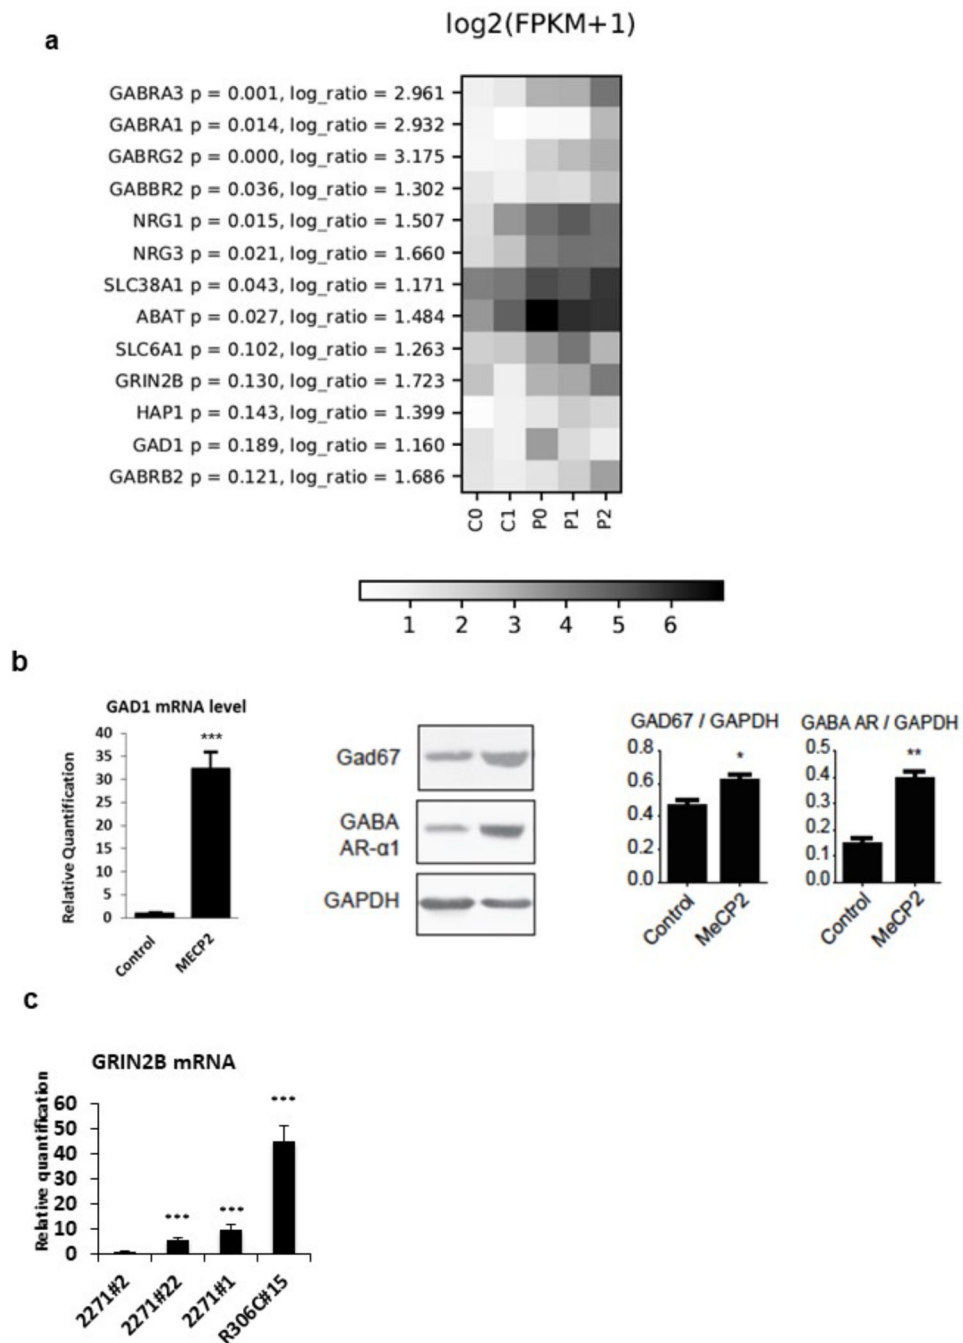 a
log2(FPKM+1)
GABRA3 p = 0.001, log_ratio = 2.961
GABRA1 p = 0.014, log_ratio = 2.932
GABRG2 p = 0.000, log_ratio = 3.175
GABBR2 p = 0.036, log_ratio = 1.302
NRG1 p = 0.015, log_ratio = 1.507
NRG3 p = 0.021, log_ratio = 1.660
SLC38A1 p = 0.043, log_ratio = 1.171
ABAT p = 0.027, log_ratio = 1.484
SLC6A1 p = 0.102, log_ratio = 1.263
GRIN2B p = 0.130, log_ratio = 1.723
HAP1 p = 0.143, log_ratio = 1.399
GAD1 p = 0.189, log_ratio = 1.160
GABRB2 p = 0.121, log_ratio = 1.686
C0 C1 P0 P1 P2
1 2 3 4 5 6
b
GAD1 mRNA level
Relative Quantification
40
35
30
25
20
15
10
5
0
***
Control MECP2
Gad67
GABA
AR-α1
GAPDH
GAD67 / GAPDH
0.8
0.6
0.4
0.2
0.0
*
Control MeCP2
GABA AR / GAPDH
0.5
0.4
0.3
0.2
0.1
0.0
**
Control MeCP2
c
GRIN2B mRNA
Relative quantification
60
50
40
30
20
10
0
*** *** ***
2271#2 2271#22 2271#1 R306C#15